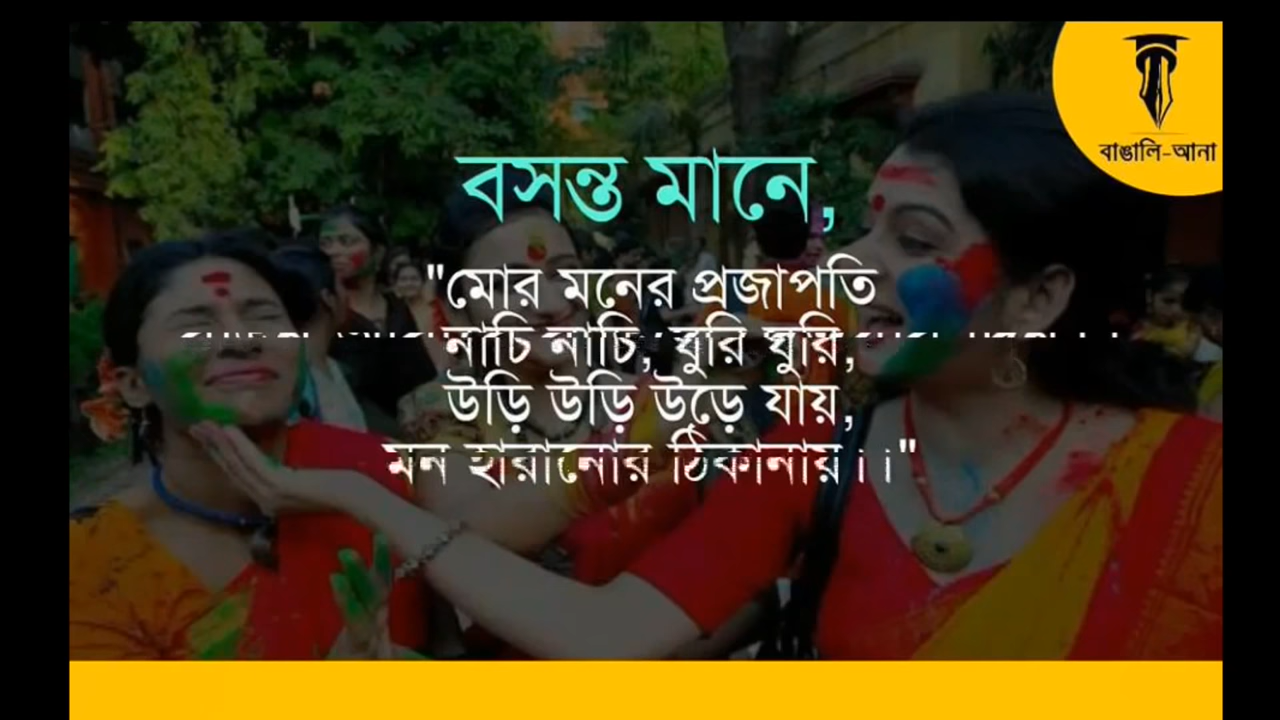 বাঙালি-আনা
বসন্ত মানে,
"মোর মনের প্রজাপতি
নাচি নাচি, ঘুরি ঘুরি,
উড়ি উড়ি উড়ে যায়,
মন হারানোর ঠিকানায়।।"